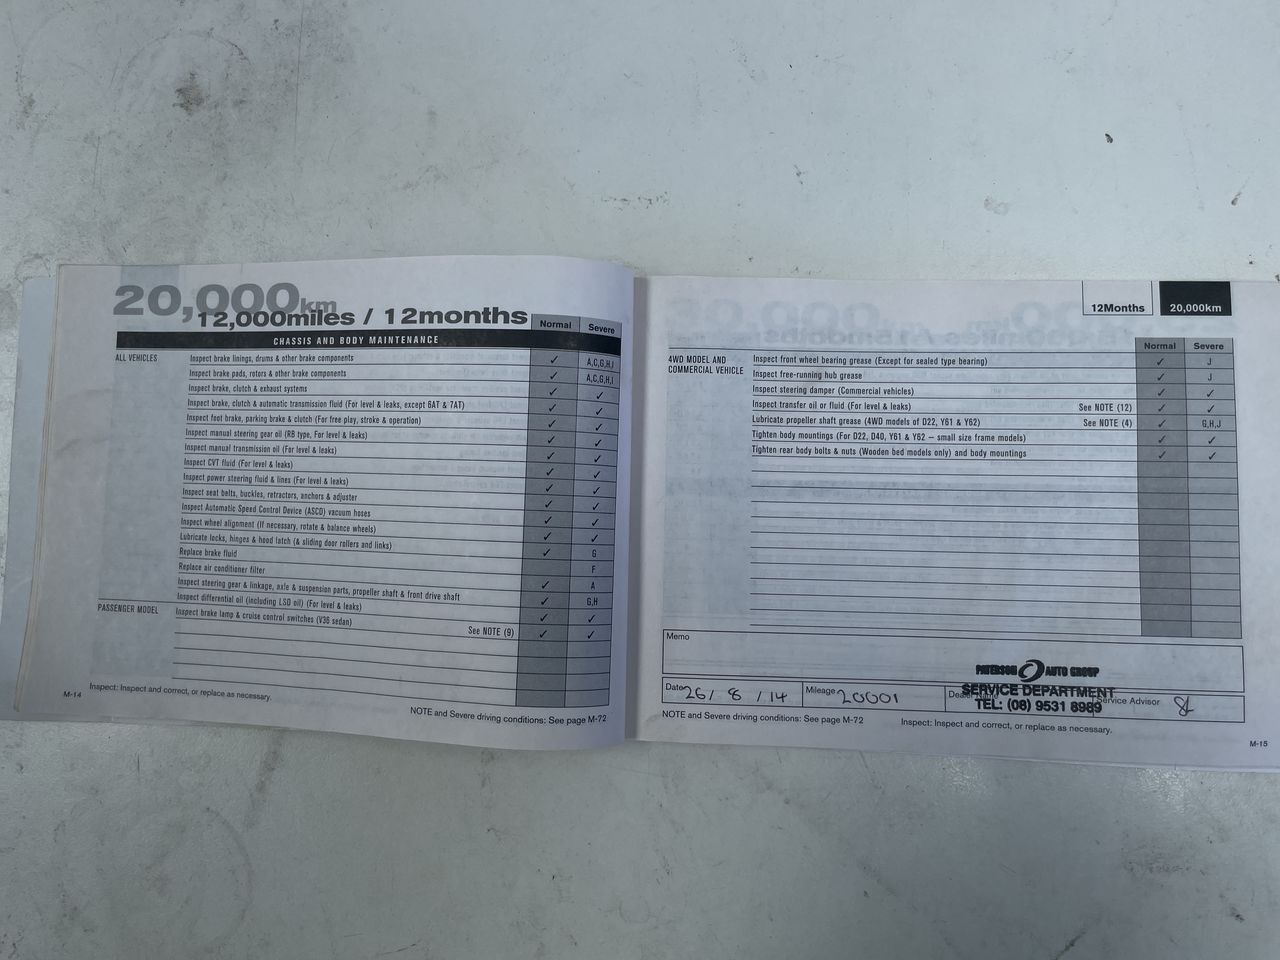 20,000km
12,000miles / 12months
Normal Severe
CHASSIS AND BODY MAINTENANCE
ALL VEHICLES
Inspect brake linings, drums & other brake components ✓ A,C,G,H,I
Inspect brake pads, rotors & other brake components ✓ A,C,G,H,I
Inspect brake, clutch & exhaust systems ✓ ✓
Inspect brake, clutch & automatic transmission fluid (For level & leaks, except 6AT & 7AT) ✓ ✓
Inspect foot brake, parking brake & clutch (For free play, stroke & operation) ✓ ✓
Inspect manual steering gear oil (RB type, For level & leaks) ✓ ✓
Inspect manual transmission oil (For level & leaks) ✓ ✓
Inspect CVT fluid (For level & leaks) ✓ ✓
Inspect power steering fluid & lines (For level & leaks) ✓ ✓
Inspect seat belts, buckles, retractors, anchors & adjuster ✓ ✓
Inspect Automatic Speed Control Device (ASCD) vacuum hoses ✓ ✓
Inspect wheel alignment (If necessary, rotate & balance wheels) ✓ ✓
Lubricate locks, hinges & hood latch (& sliding door rollers and links) ✓ G
Replace brake fluid F
Replace air conditioner filter ✓ A
Inspect steering gear & linkage, axle & suspension parts, propeller shaft & front drive shaft ✓ G,H
Inspect differential oil (including LSD oil) (For level & leaks) ✓ ✓
PASSENGER MODEL
Inspect brake lamp & cruise control switches (V36 sedan) See NOTE (9) ✓ ✓
Inspect: Inspect and correct, or replace as necessary.
M-14
NOTE and Severe driving conditions: See page M-72
12Months 20,000km
Normal Severe
4WD MODEL AND
COMMERCIAL VEHICLE
Inspect front wheel bearing grease (Except for sealed type bearing) ✓ J
Inspect free-running hub grease ✓ J
Inspect steering damper (Commercial vehicles) ✓ ✓
Inspect transfer oil or fluid (For level & leaks) See NOTE (12) ✓ ✓
Lubricate propeller shaft grease (4WD models of D22, Y61 & Y62) See NOTE (4) ✓ G,H,J
Tighten body mountings (For D22, D40, Y61 & Y62 – small size frame models) ✓ ✓
Tighten rear body bolts & nuts (Wooden bed models only) and body mountings ✓ ✓
Memo
PATERSON AUTO GROUP
SERVICE DEPARTMENT
TEL: (08) 9531 8989
Date 26/ 8 /14 Mileage 20001 Service Advisor
NOTE and Severe driving conditions: See page M-72
Inspect: Inspect and correct, or replace as necessary.
M-15